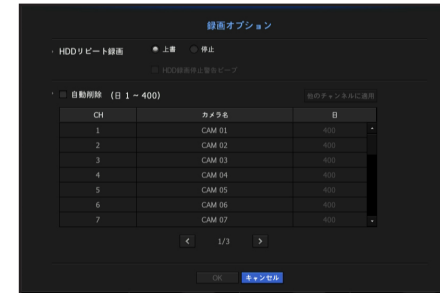 録画オプション
HDDリピート録画 上書 停止
HDD録画停止警告ビープ
自動削除 (日 1 ~ 400) 他のチャンネルに適用
CH カメラ名 日
1 CAM 01 400
2 CAM 02 400
3 CAM 03 400
4 CAM 04 400
5 CAM 05 400
6 CAM 06 400
7 CAM 07 400
< 1/3 >
OK キャンセル